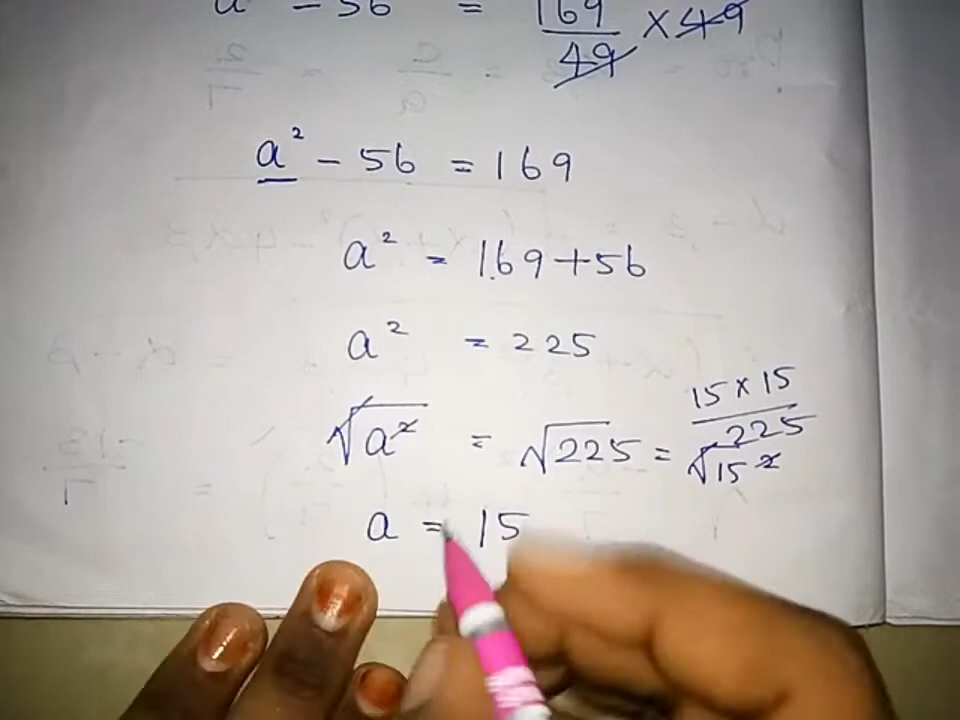 a² - 56 = 169/49 × 49
a² - 56 = 169
a² = 169+56
a² = 225
√a² = √225 = √15²
15 × 15
225
a = 15